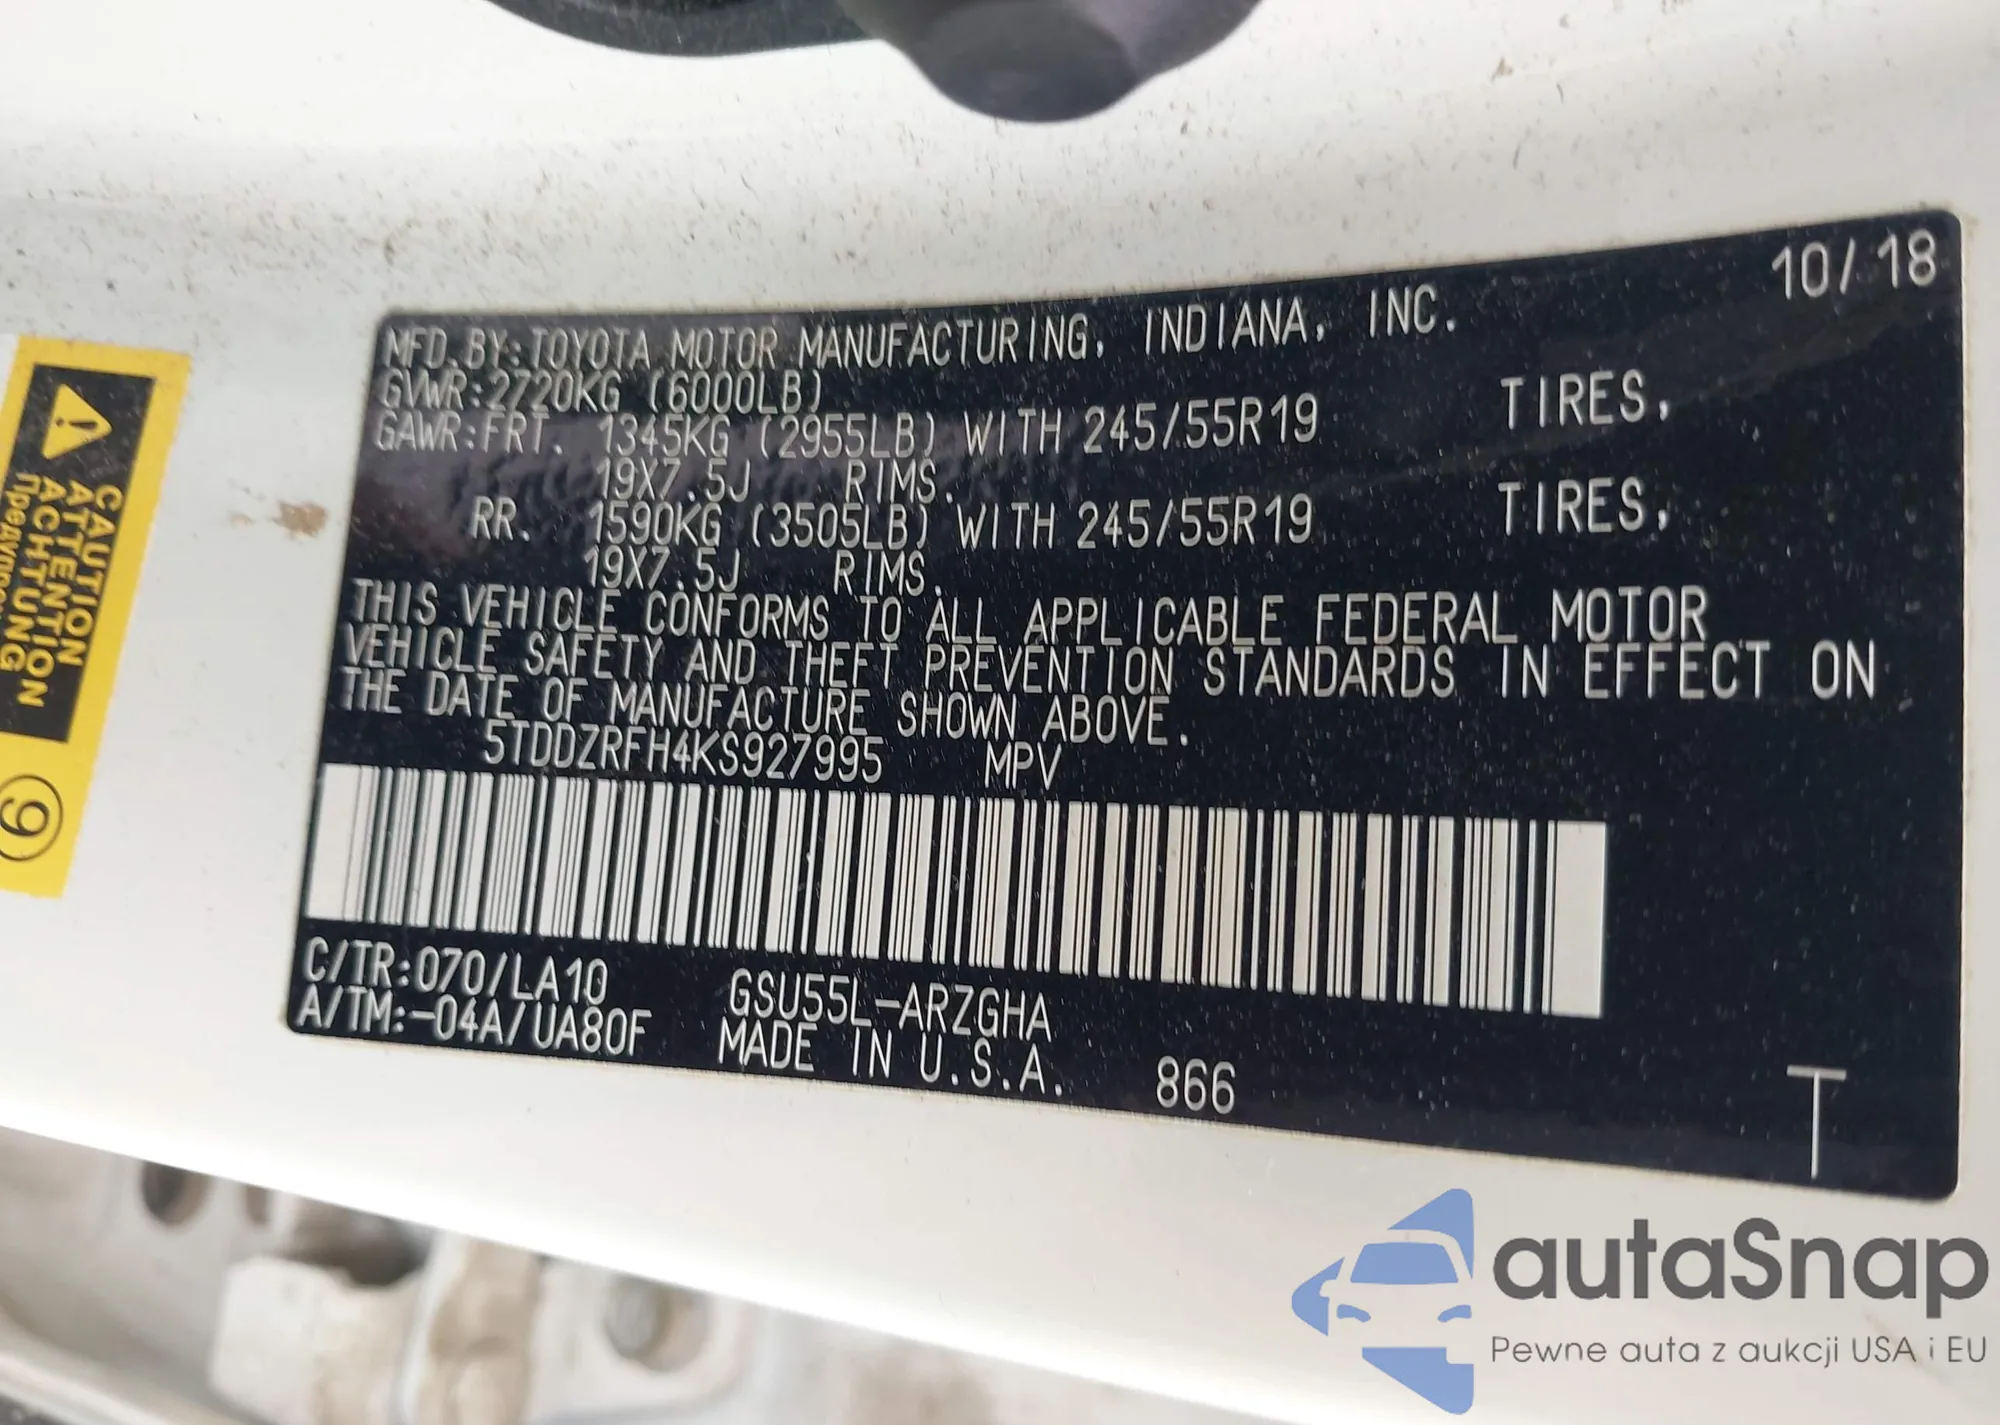 10/18
MFD.BY:TOYOTA MOTOR MANUFACTURING, INDIANA, INC.
GVWR:2720KG (6000LB)
GAWR:FRT. 1345KG (2955LB) WITH 245/55R19 TIRES,
19X7.5J RIMS.
RR. 1590KG (3505LB) WITH 245/55R19 TIRES,
19X7.5J RIMS.
THIS VEHICLE CONFORMS TO ALL APPLICABLE FEDERAL MOTOR
VEHICLE SAFETY AND THEFT PREVENTION STANDARDS IN EFFECT ON
THE DATE OF MANUFACTURE SHOWN ABOVE.
5TDDZRFH4KS927995 MPV
C/TR:070/LA10 GSU55L-ARZGHA
A/TM:-04A/UA80F MADE IN U.S.A. 866
T
CAUTION
ATTENTION
ACHTUNG
9
autaSnap
Pewne auta z aukcji USA i EU